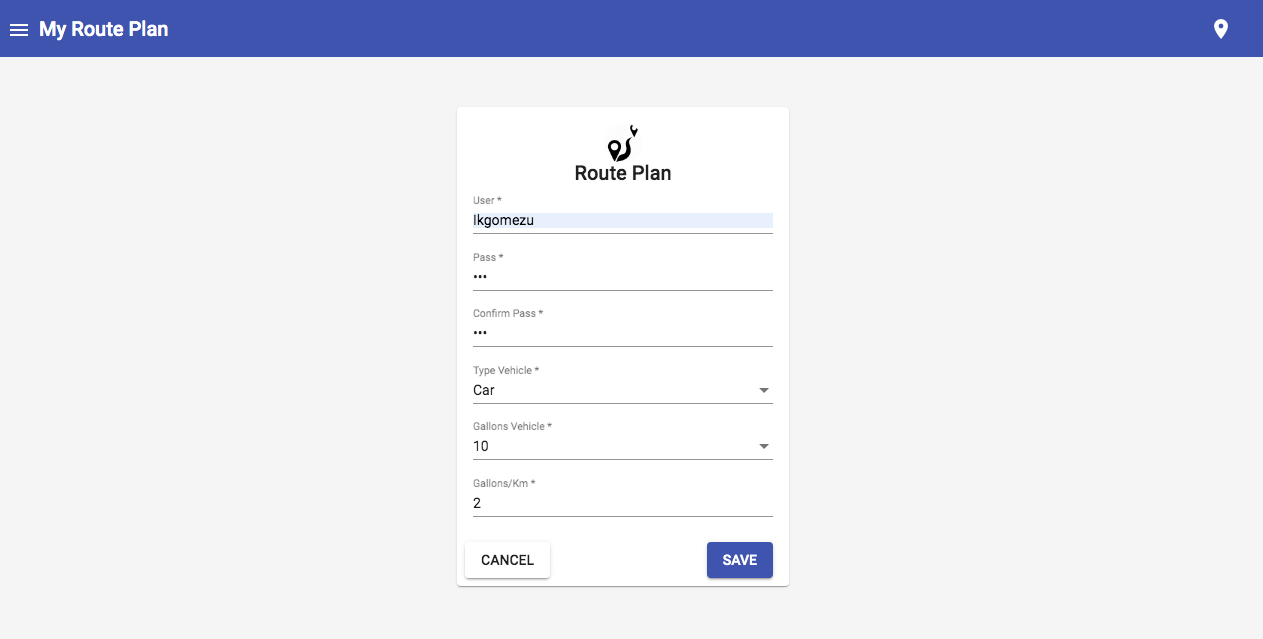 My Route Plan
Route Plan
User *
Ikgomezu
Pass *
•••
Confirm Pass *
•••
Type Vehicle *
Car
Gallons Vehicle *
10
Gallons/Km *
2
CANCEL
SAVE